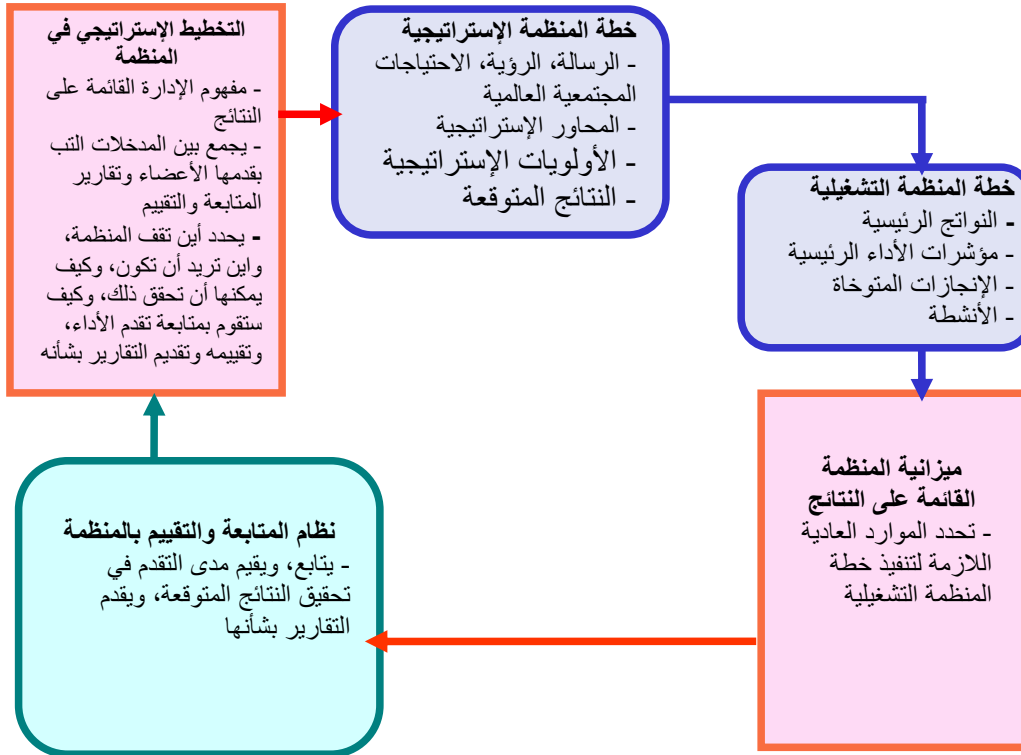 التخطيط الإستراتيجي في
المنظمة
- مفهوم الإدارة القائمة على
النتائج
- يجمع بين المدخلات التب
بقدمها الأعضاء وتقارير
المتابعة والتقييم
- يحدد أين تقف المنظمة،
واين تريد أن تكون، وكيف
يمكنها أن تحقق ذلك، وكيف
ستقوم بمتابعة تقدم الأداء،
وتقييمه وتقديم التقارير بشأنه
خطة المنظمة الإستراتيجية
- الرسالة، الرؤية، الاحتياجات
المجتمعية العالمية
- المحاور الإستراتيجية
- الأولويات الإستراتيجية
- النتائج المتوقعة
خطة المنظمة التشغيلية
- النواتج الرئيسية
- مؤشرات الأداء الرئيسية
- الإنجازات المتوخاة
- الأنشطة
ميزانية المنظمة
القائمة على النتائج
- تحدد الموارد العادية
اللازمة لتنفيذ خطة
المنظمة التشغيلية
نظام المتابعة والتقييم بالمنظمة
- يتابع، ويقيم مدى التقدم في
تحقيق النتائج المتوقعة، ويقدم
التقارير بشأنها